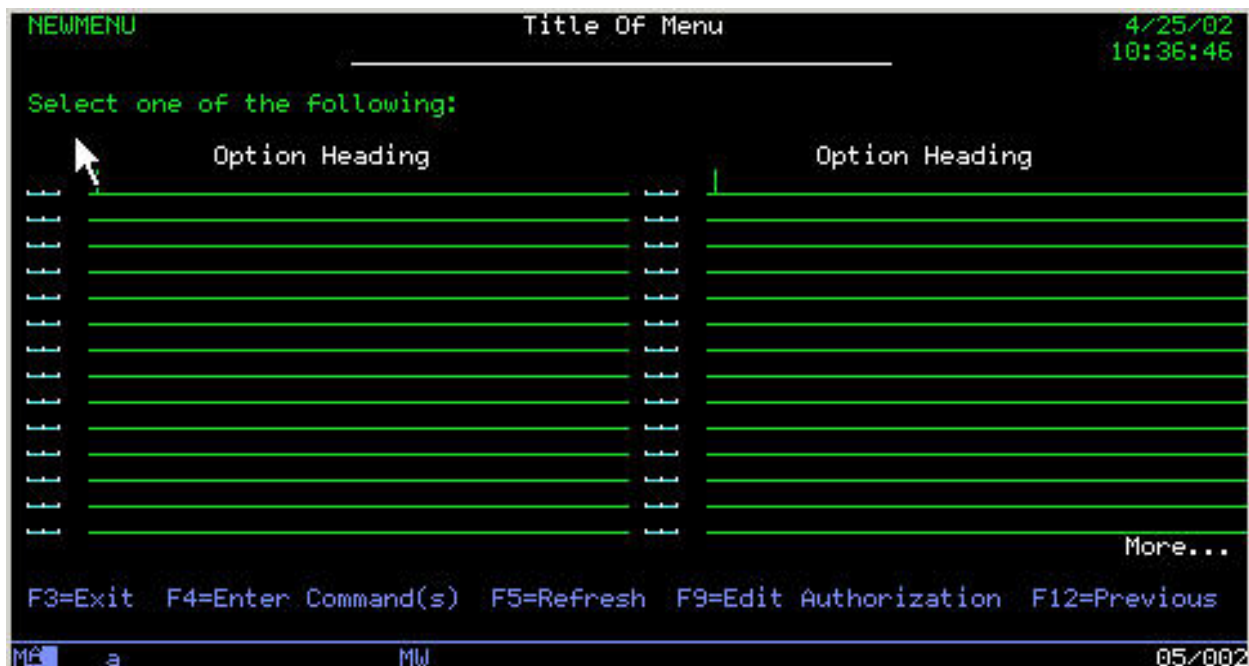 NEWMENU Title Of Menu 4/25/02
10:36:46
Select one of the following:
Option Heading Option Heading
More...
F3=Exit F4=Enter Command(s) F5=Refresh F9=Edit Authorization F12=Previous
MA a MW 05/002